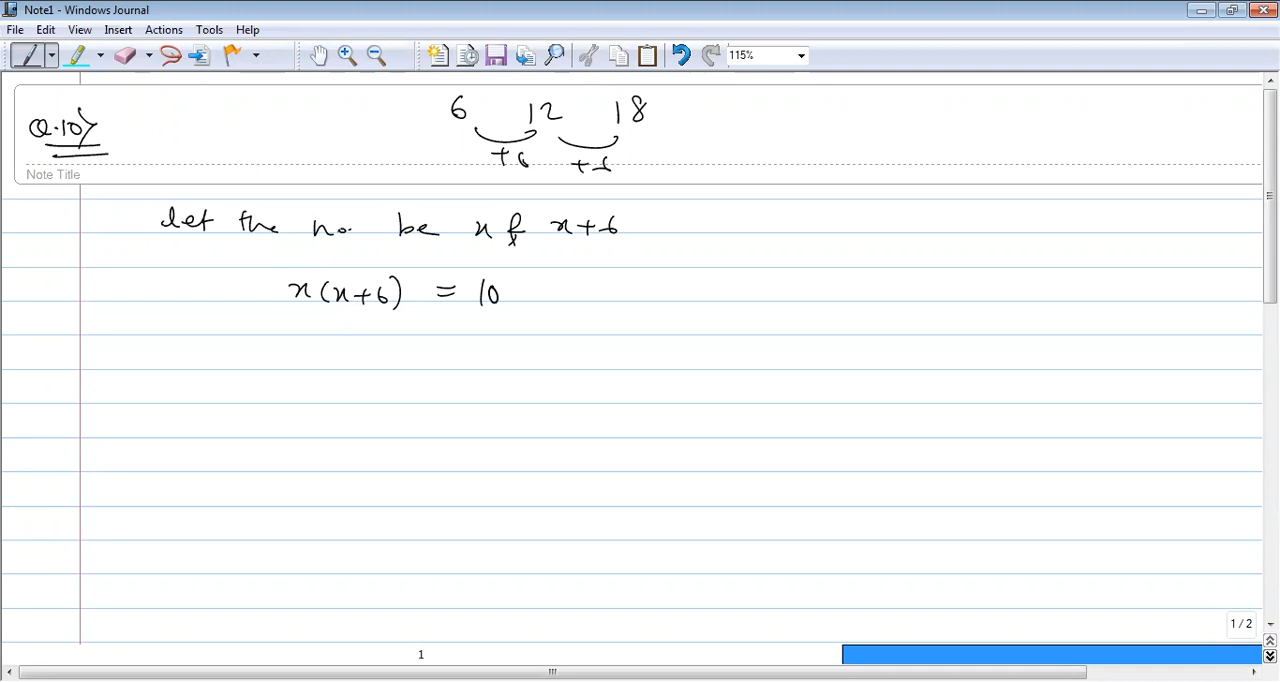 Note1 - Windows Journal
File Edit View Insert Actions Tools Help
115%
6 12 18
Q.10)
+6 +6
Note Title
let the no. be x & x+6
x(x+6) = 10
1 / 2
1